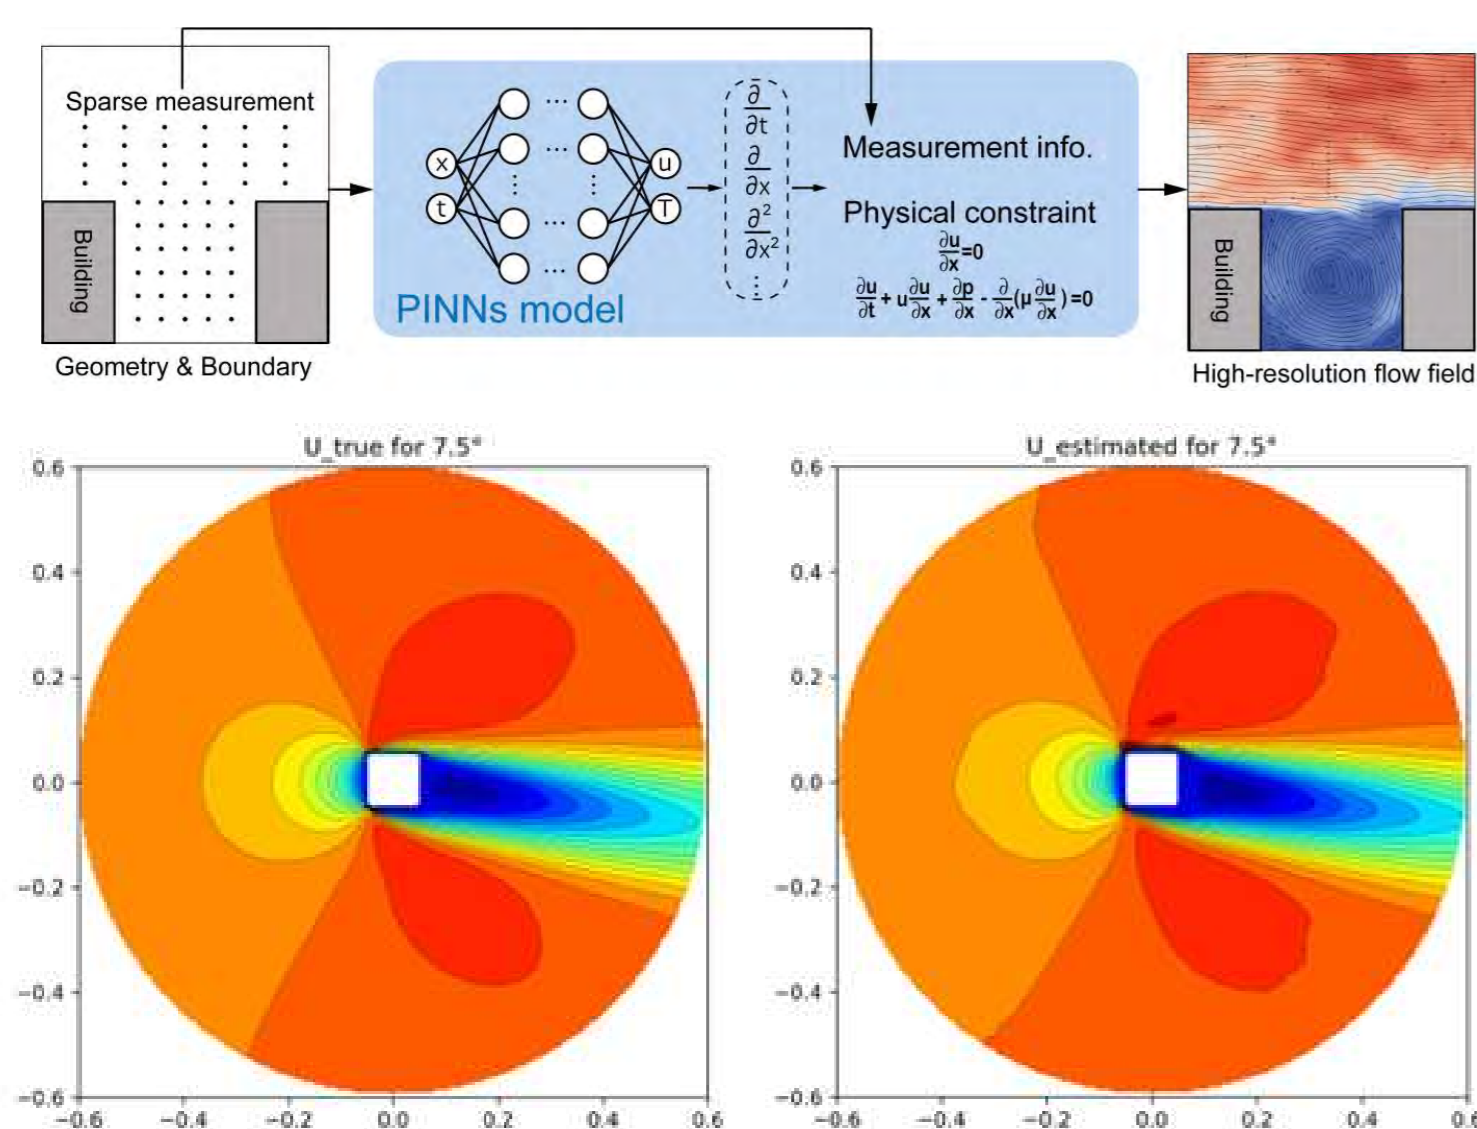 Sparse measurement
Building
Geometry & Boundary
x
t
...
...
...
...
u
T
PINNs model
∂/∂t
∂/∂x
∂²/∂x²
Measurement info.
Physical constraint
∂u/∂x=0
∂u/∂t + u ∂u/∂x + ∂p/∂x - ∂/∂x(μ ∂u/∂x)=0
Building
High-resolution flow field
U_true for 7.5°
0.6
0.4
0.2
0.0
−0.2
−0.4
−0.6
−0.6 −0.4 −0.2 0.0 0.2 0.4 0.6
U_estimated for 7.5°
0.6
0.4
0.2
0.0
−0.2
−0.4
−0.6
−0.6 −0.4 −0.2 0.0 0.2 0.4 0.6